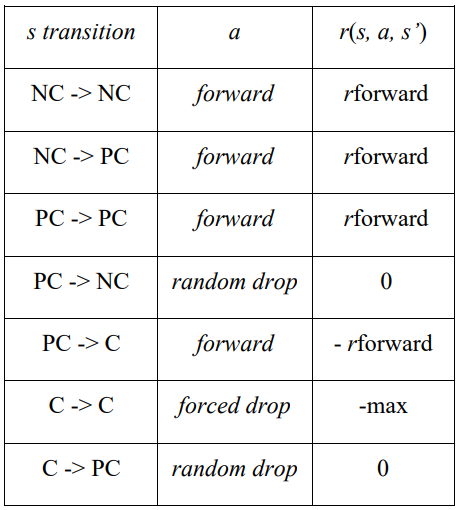 s transition a r(s, a, s’)
NC -> NC forward rforward
NC -> PC forward rforward
PC -> PC forward rforward
PC -> NC random drop 0
PC -> C forward - rforward
C -> C forced drop -max
C -> PC random drop 0